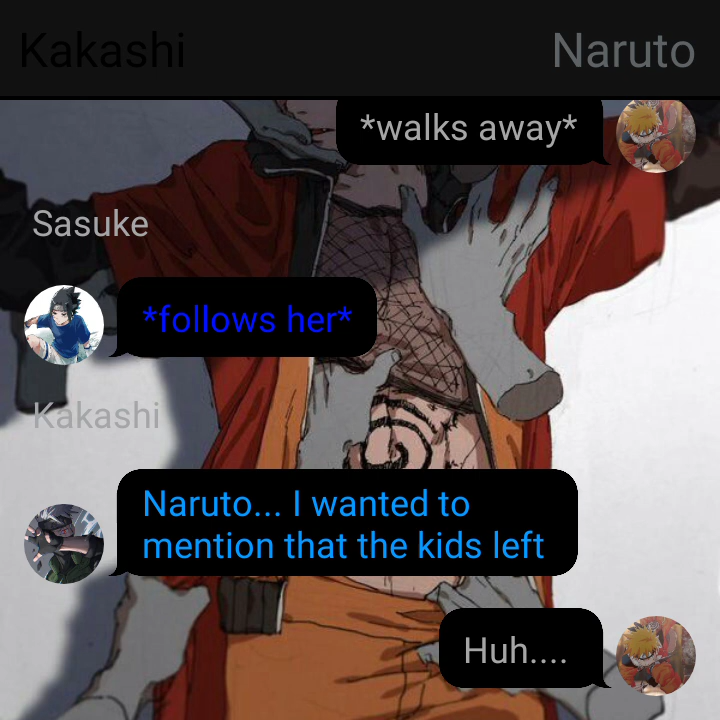 Kakashi
Naruto
*walks away*
Sasuke
*follows her*
Kakashi
Naruto... I wanted to
mention that the kids left
Huh....